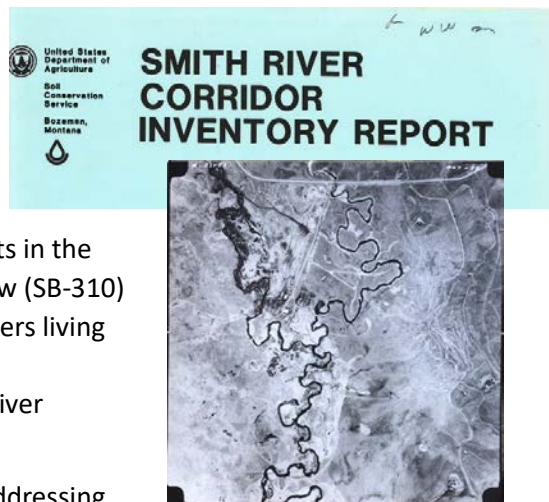 United States
Department of
Agriculture
Soil
Conservation
Service
Bozeman,
Montana
SMITH RIVER
CORRIDOR
INVENTORY REPORT
ts in the
w (SB-310)
ers living
iver
ddressing